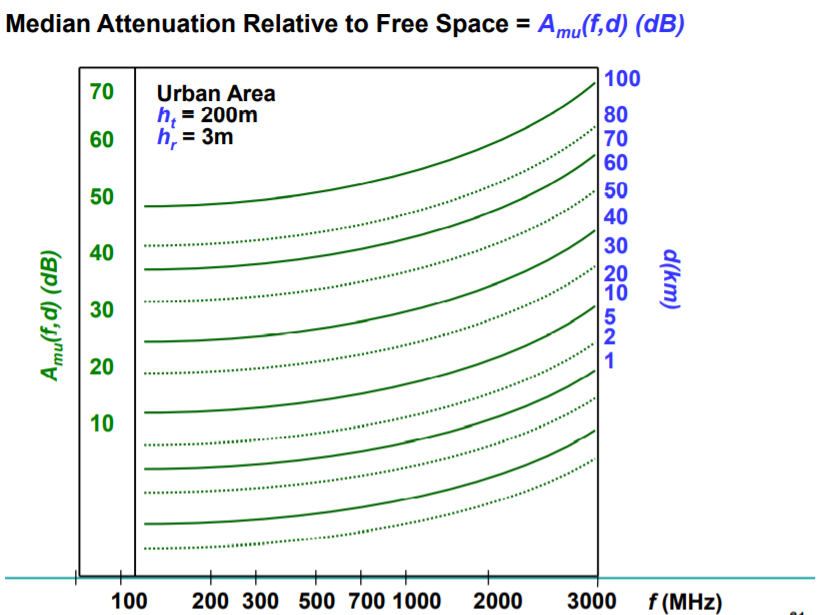 Median Attenuation Relative to Free Space = Amu(f,d) (dB)
Urban Area
ht = 200m
hr = 3m
Amu(f,d) (dB)
70
60
50
40
30
20
10
100
80
70
60
50
40
30
20
10
5
2
1
d(km)
100 200 300 500 700 1000 2000 3000 f (MHz)